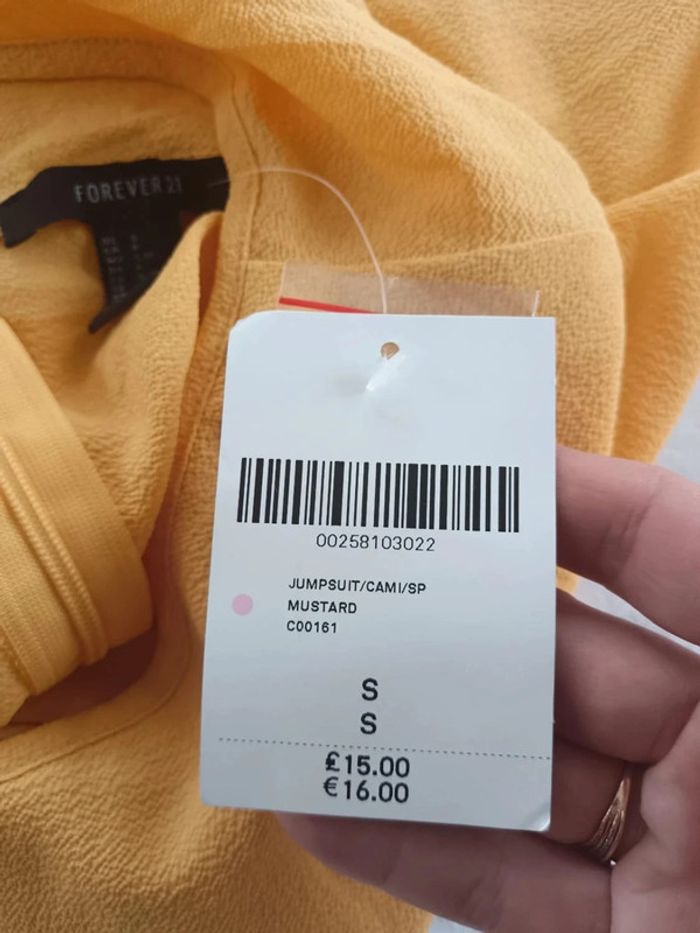 FOREVER 21
00258103022
JUMPSUIT/CAMI/SP
MUSTARD
C00161
S
S
£15.00
€16.00